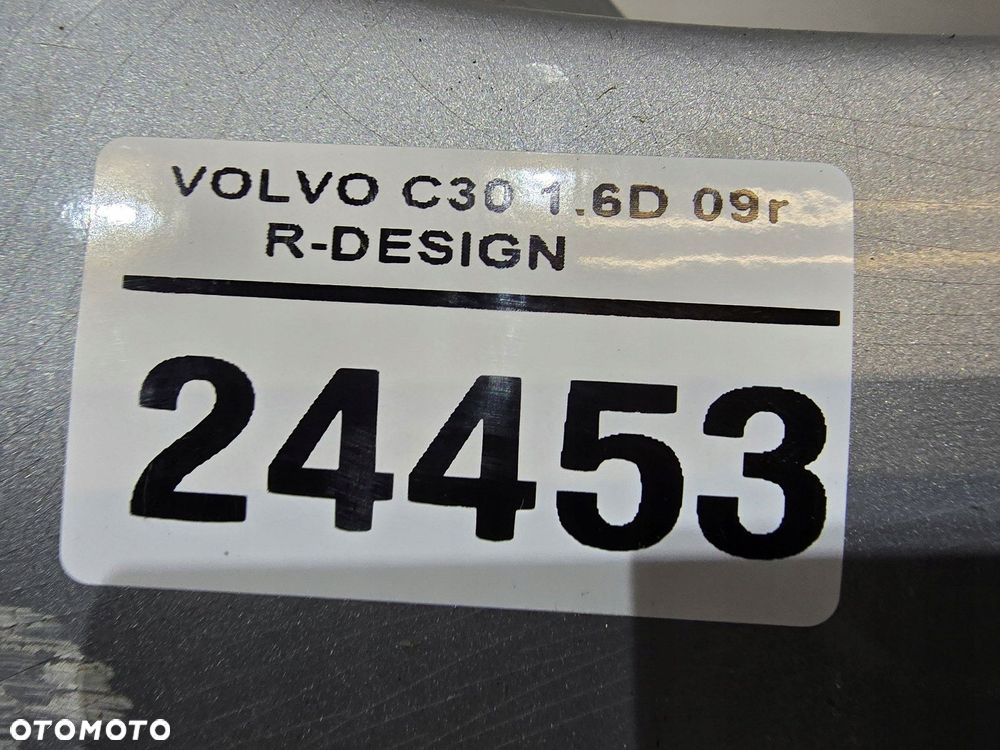 VOLVO C30 1.6D 09r
R-DESIGN
24453
OTOMOTO